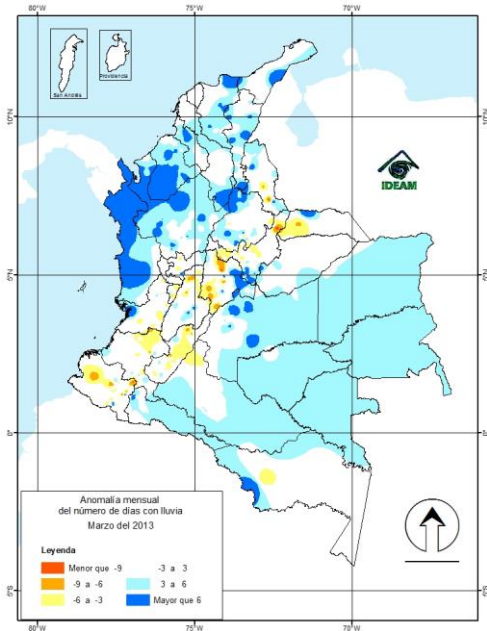 80°W 75°W 70°W
San Andrés
Providencia
10°N 10°N
IDEAM
5°N 5°N
0° 0°
Anomalía mensual
del número de días con lluvia
Marzo del 2013
Leyenda
Menor que -9 -3 a 3
-9 a -6 3 a 6
-6 a -3 Mayor que 6
80°W 75°W 70°W